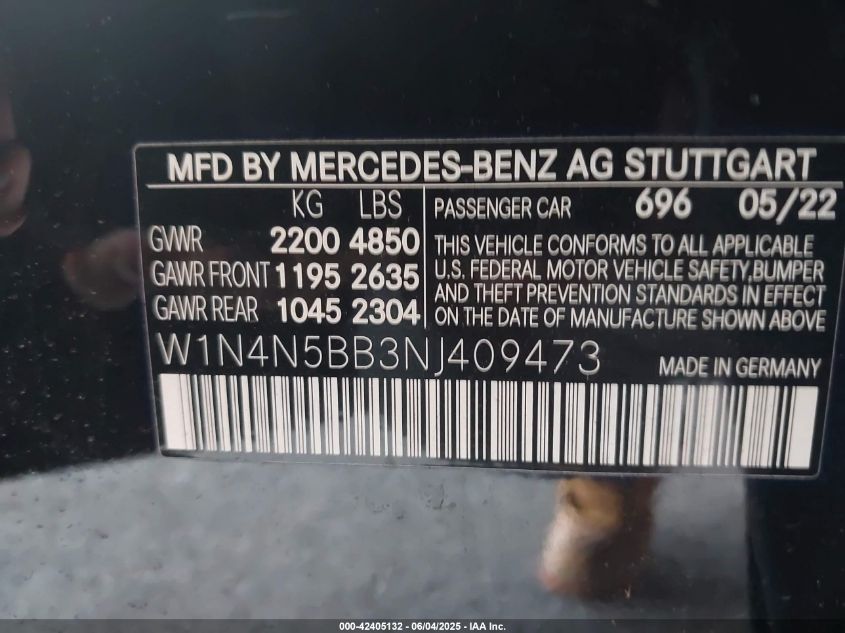 MFD BY MERCEDES-BENZ AG STUTTGART
KG LBS
GVWR 2200 4850
GAWR FRONT 1195 2635
GAWR REAR 1045 2304
PASSENGER CAR 696 05/22
THIS VEHICLE CONFORMS TO ALL APPLICABLE
U.S. FEDERAL MOTOR VEHICLE SAFETY,BUMPER
AND THEFT PREVENTION STANDARDS IN EFFECT
ON THE DATE OF MANUFACTURE SHOWN ABOVE
W1N4N5BB3NJ409473 MADE IN GERMANY
000-42405132 - 06/04/2025 - IAA Inc.